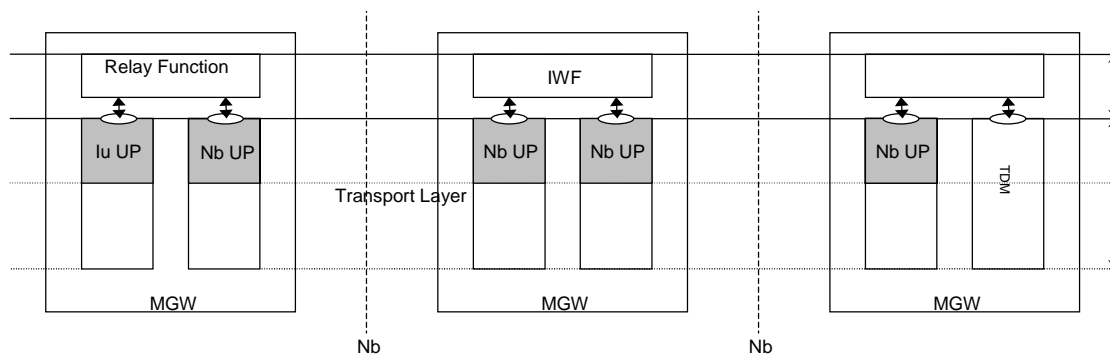 Relay Function
IWF
Iu UP
Nb UP
Nb UP
Nb UP
Nb UP
TDM
Transport Layer
MGW
MGW
MGW
Nb
Nb